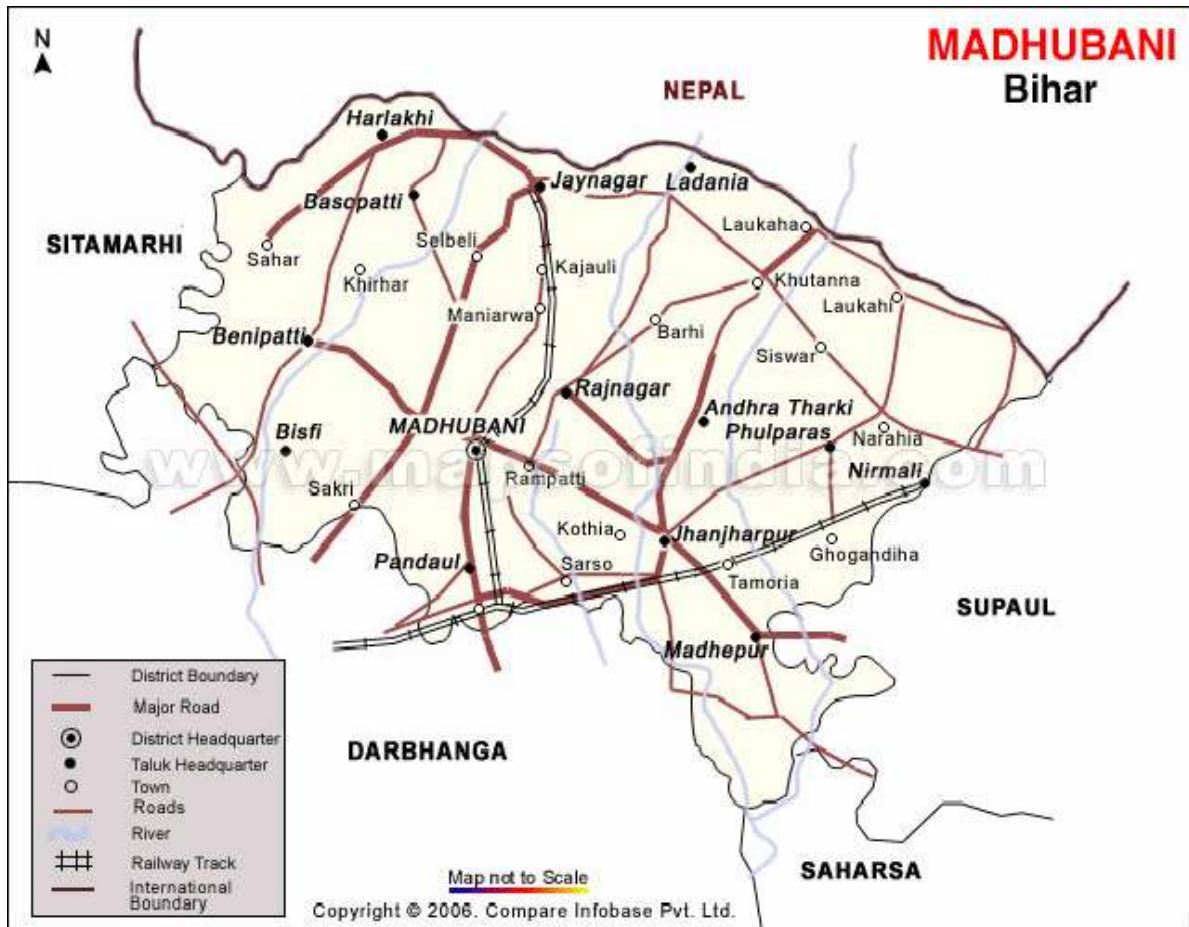 N
MADHUBANI
Bihar
NEPAL
Harlakhi
Jaynagar
Ladania
Basopatti
Laukaha
SITAMARHI
Selbeli
Sahar
Kajauli
Khirhar
Khutanna
Laukahi
Maniarwa
Barhi
Benipatti
Siswar
Rajnagar
Andhra Tharki
MADHUBANI
Bisfi
Phulparas
Narahia
www.mapsofindia.com
Nirmali
Rampatti
Sakri
Kothia
Jhanjharpur
Ghogandiha
Pandaul
Sarso
Tamoria
SUPAUL
Madhepur
DARBHANGA
SAHARSA
District Boundary
Major Road
District Headquarter
Taluk Headquarter
Town
Roads
River
Railway Track
International
Boundary
Map not to Scale
Copyright © 2006. Compare Infobase Pvt. Ltd.